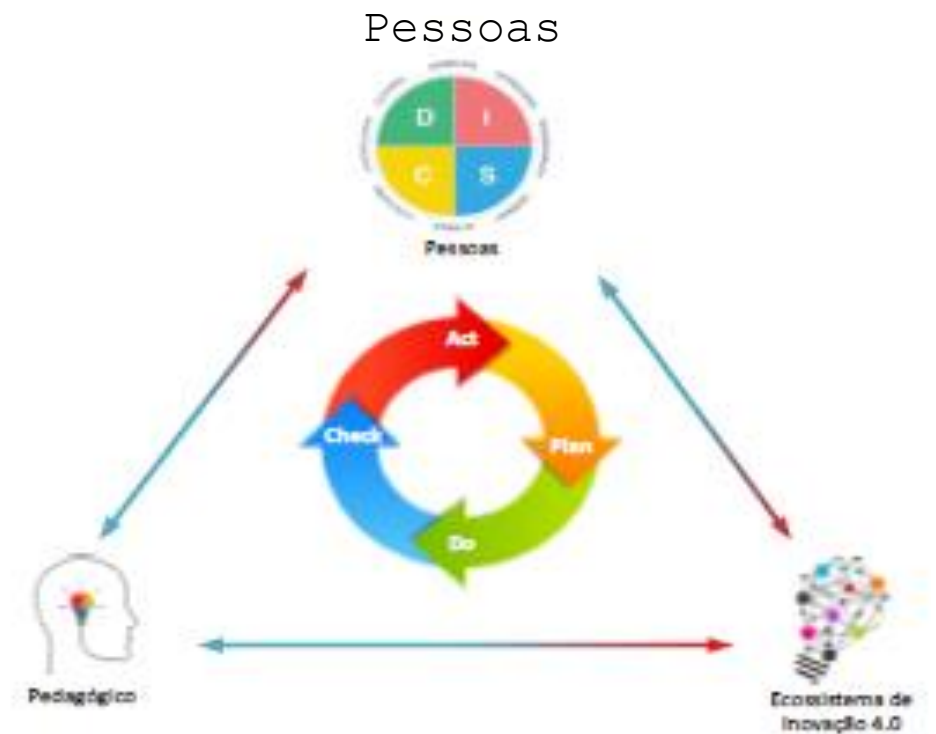 Pessoas
D I
C S
Pessoas
Act
Check
Plan
Do
Pedagógico
Ecossistema de
Inovação 4.0